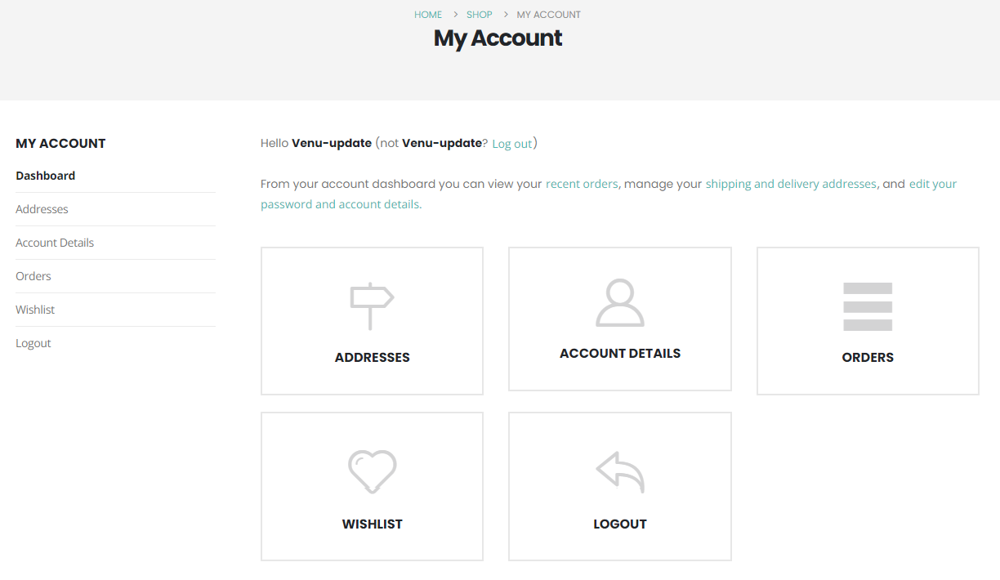 HOME > SHOP > MY ACCOUNT
My Account
MY ACCOUNT
Dashboard
Addresses
Account Details
Orders
Wishlist
Logout
Hello Venu-update (not Venu-update? Log out)
From your account dashboard you can view your recent orders, manage your shipping and delivery addresses, and edit your
password and account details.
ADDRESSES
ACCOUNT DETAILS
ORDERS
WISHLIST
LOGOUT